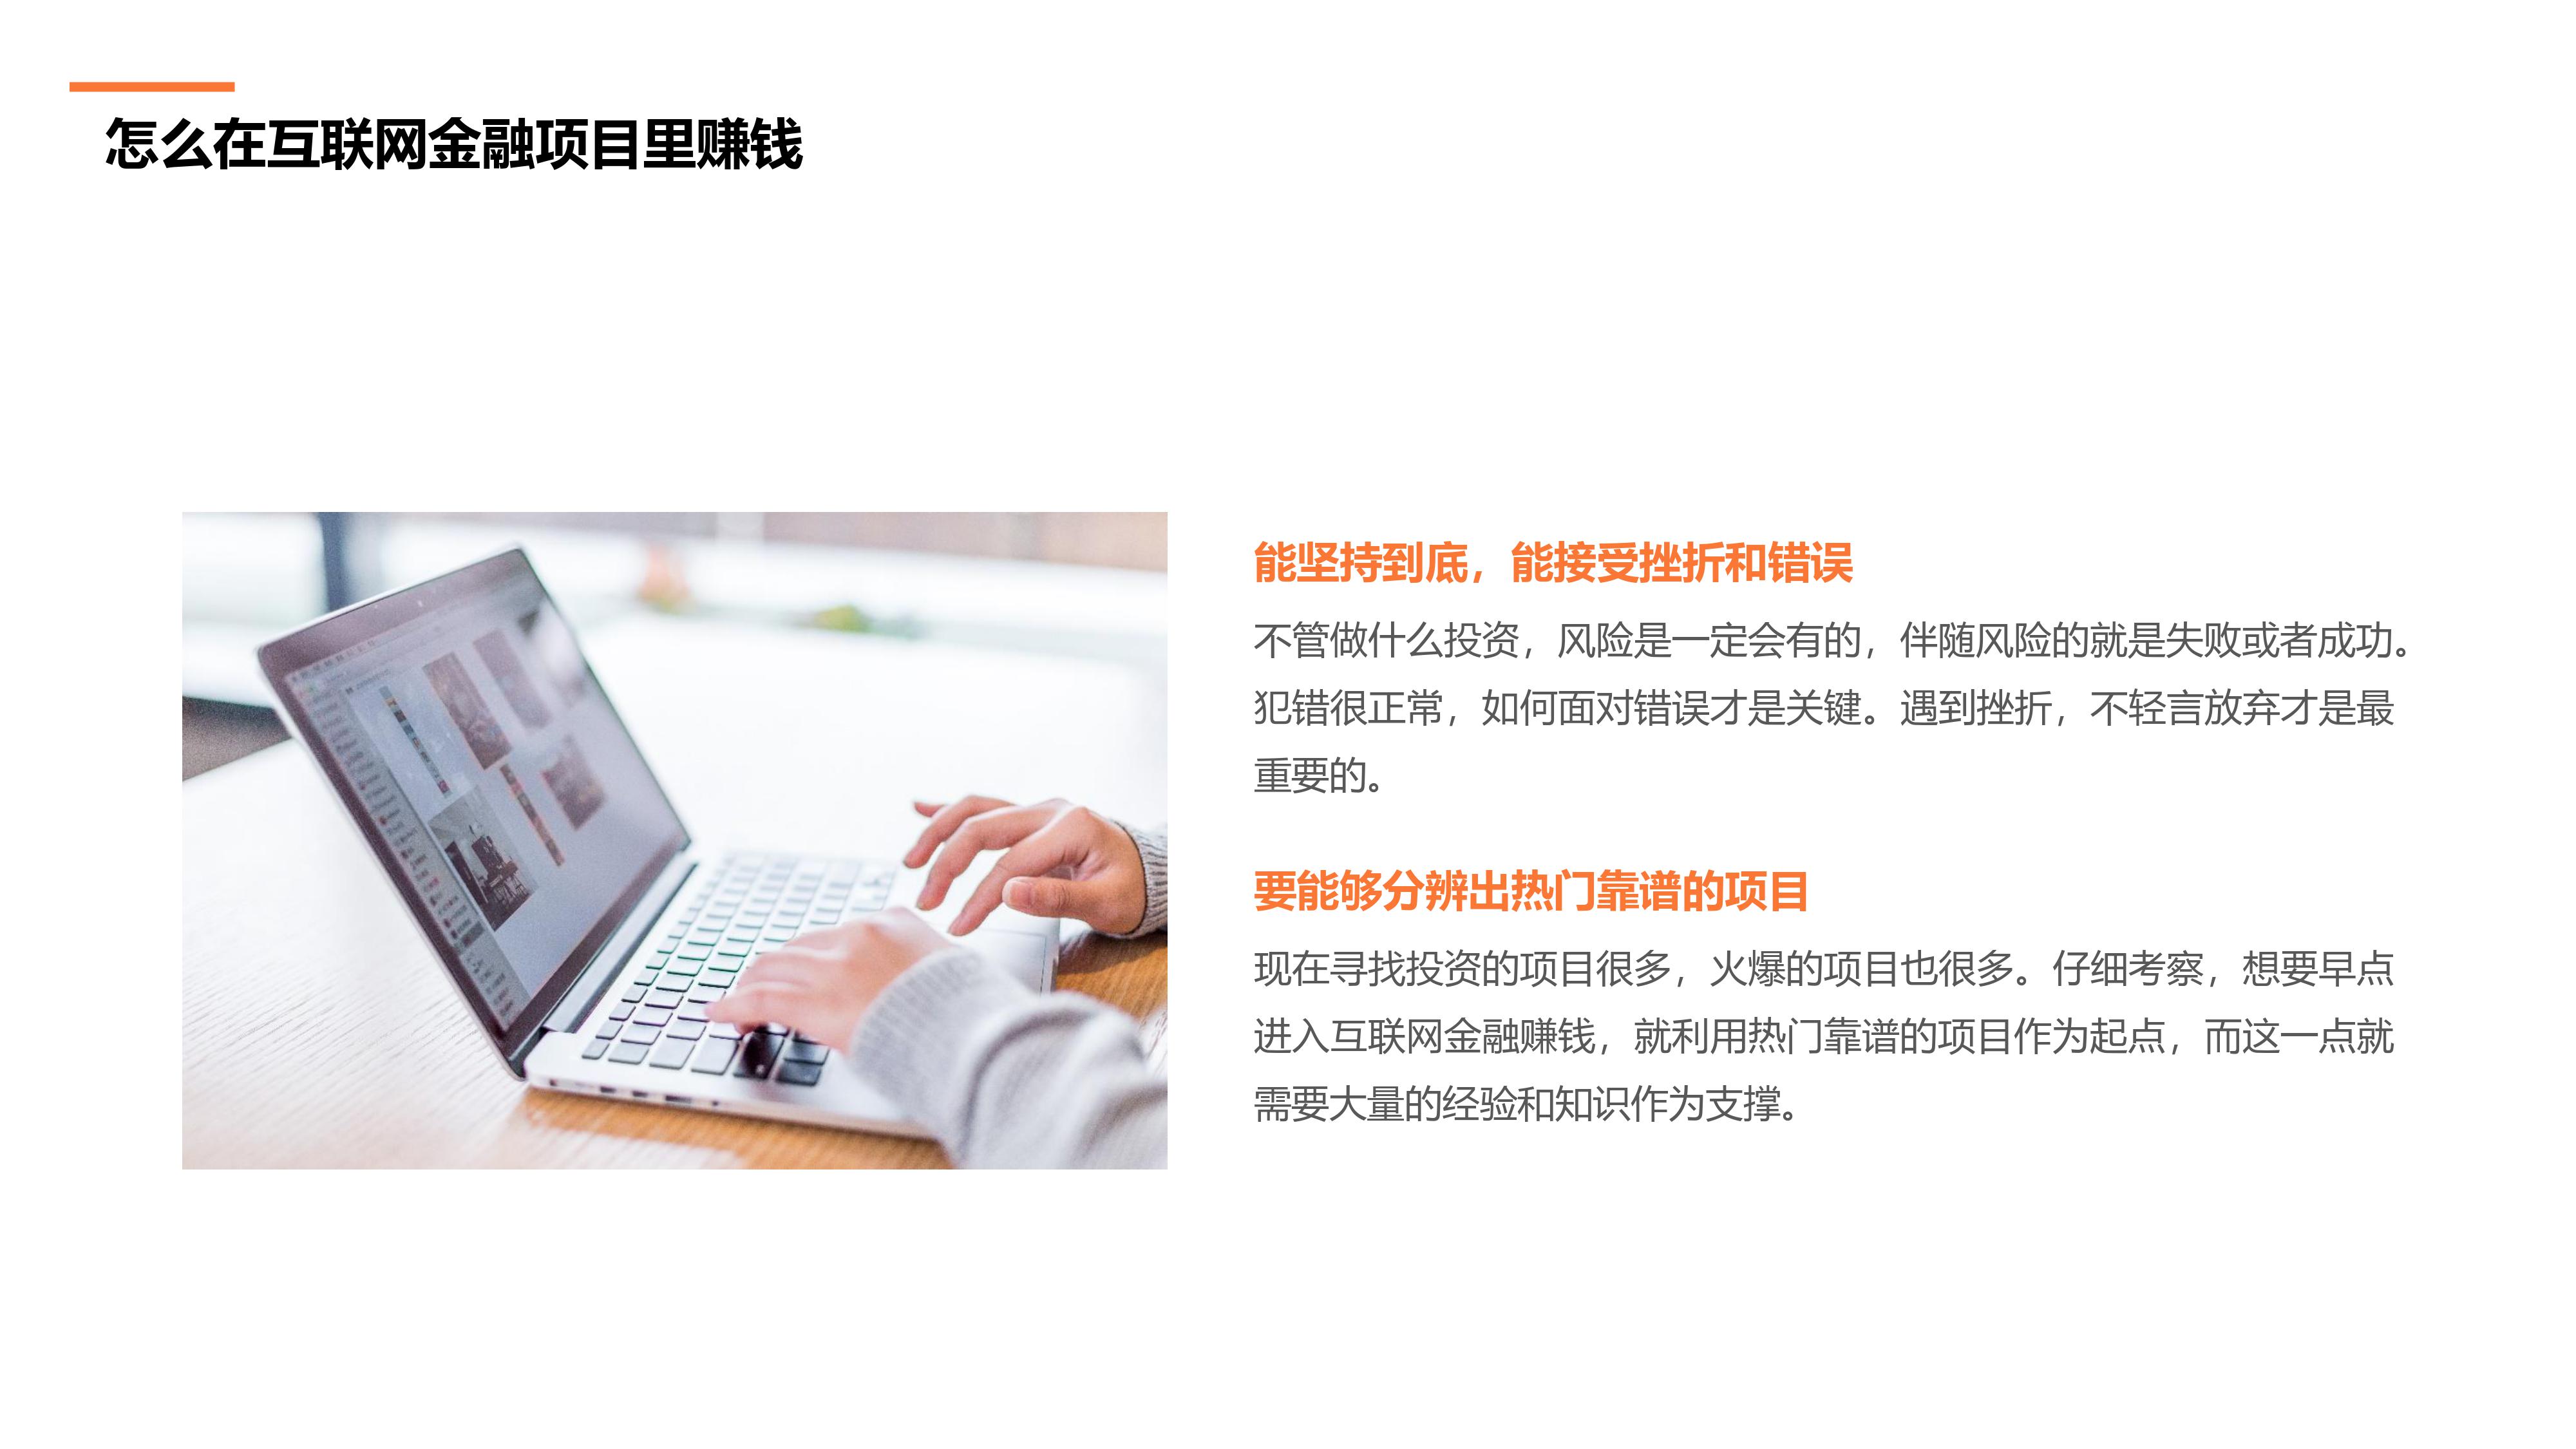 怎么在互联网金融项目里赚钱
能坚持到底，能接受挫折和错误
不管做什么投资，风险是一定会有的，伴随风险的就是失败或者成功。
犯错很正常，如何面对错误才是关键。遇到挫折，不轻言放弃才是最
重要的。
要能够分辨出热门靠谱的项目
现在寻找投资的项目很多，火爆的项目也很多。仔细考察，想要早点
进入互联网金融赚钱，就利用热门靠谱的项目作为起点，而这一点就
需要大量的经验和知识作为支撑。